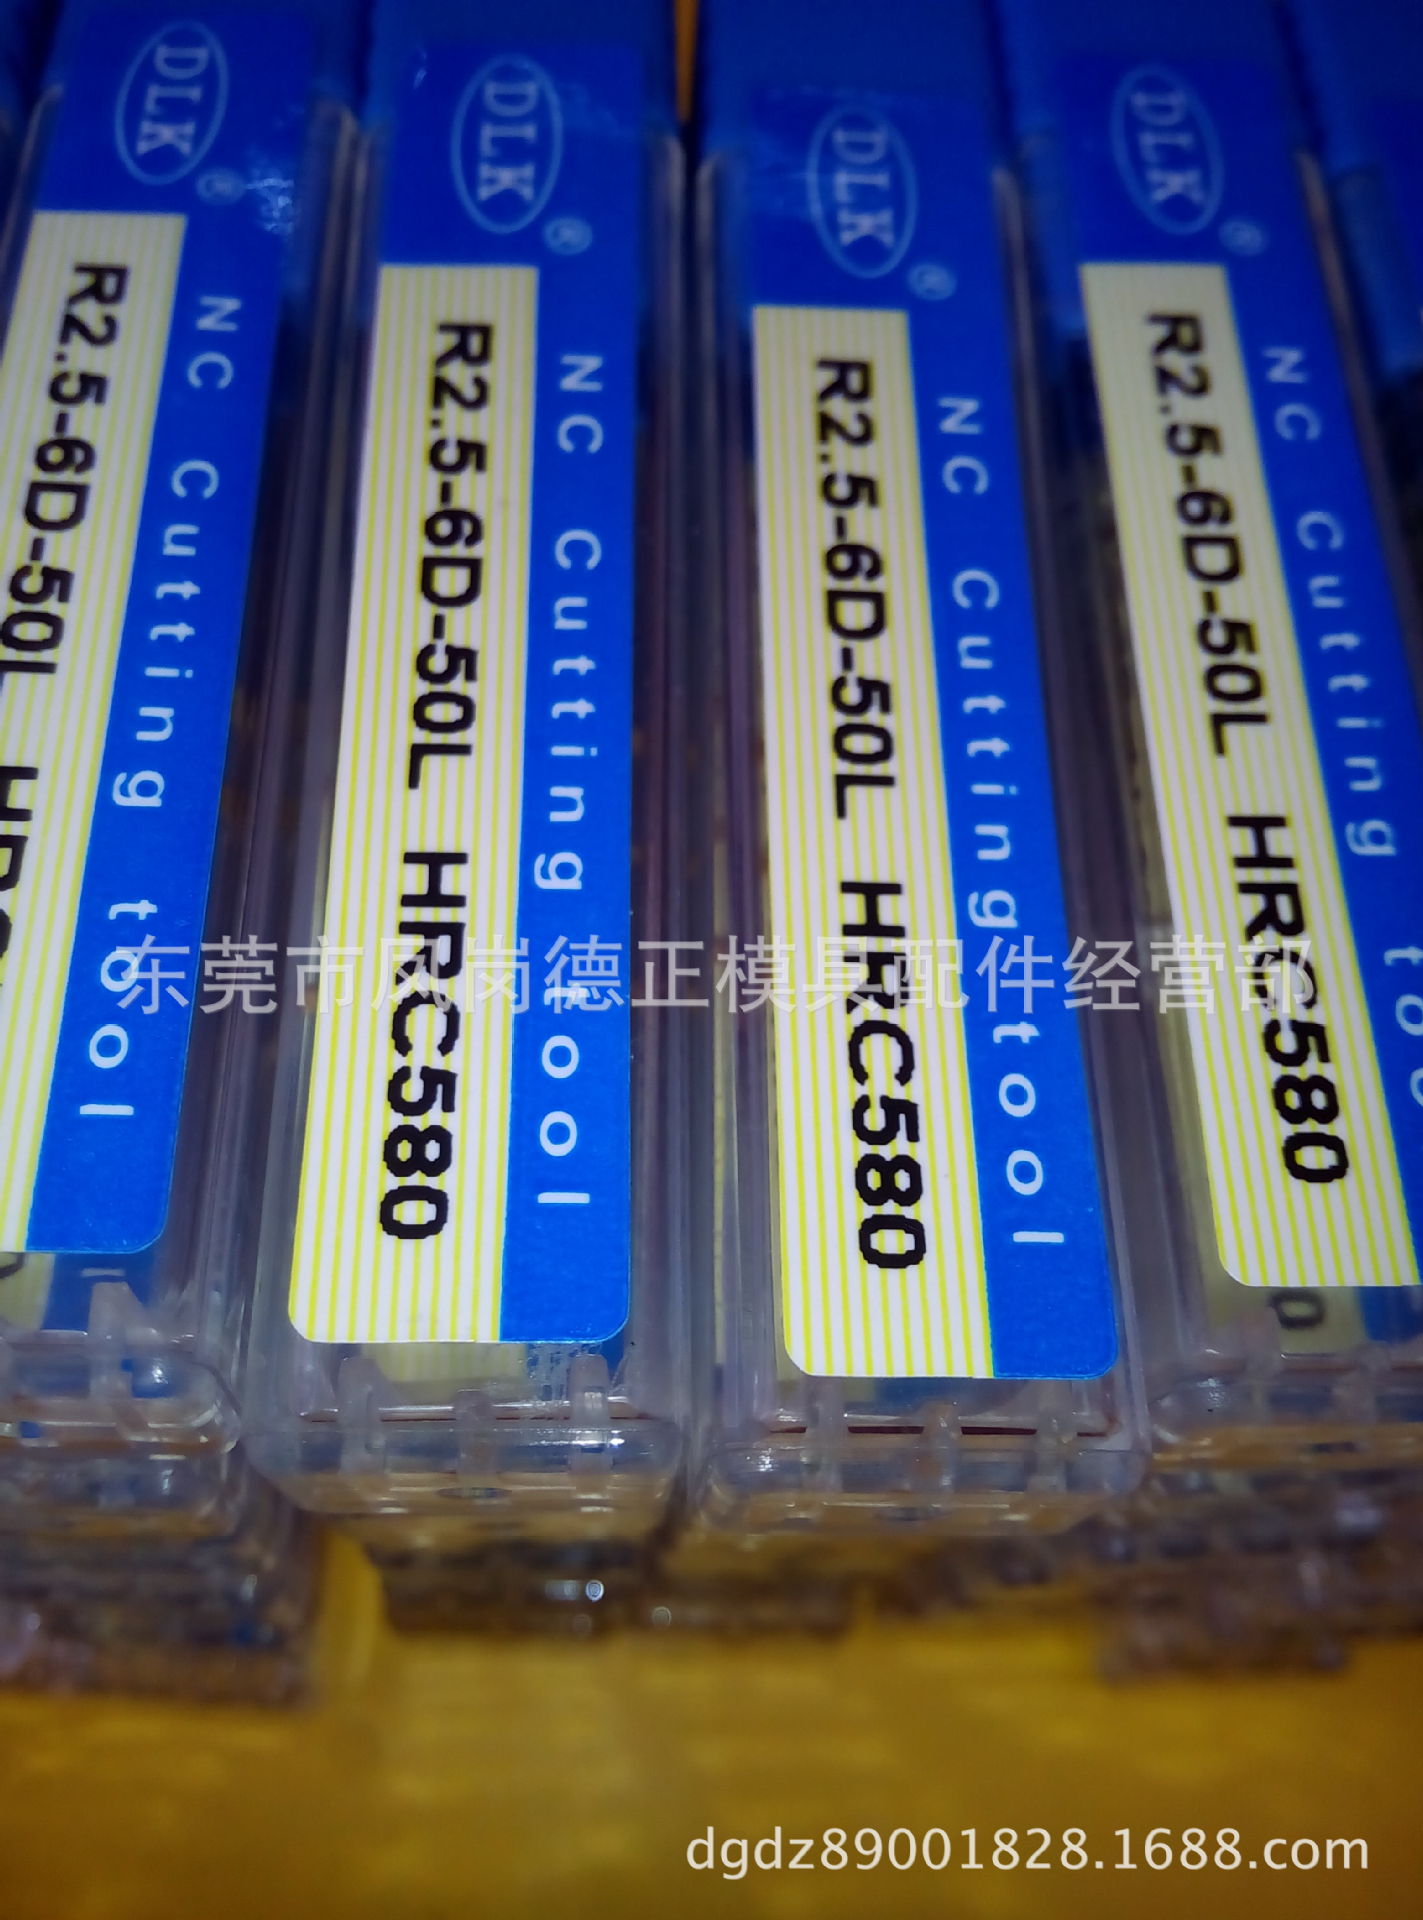 DLK ®
R2.5-6D-50L
NC Cutting tool
DLK ®
R2.5-6D-50L HRC580
NC Cutting tool
DLK ®
R2.5-6D-50L HRC580
NC Cutting tool
DLK ®
R2.5-6D-50L HRC580
NC Cutting
东莞市凤岗德正模具配件经营部
dgdz89001828.1688.com